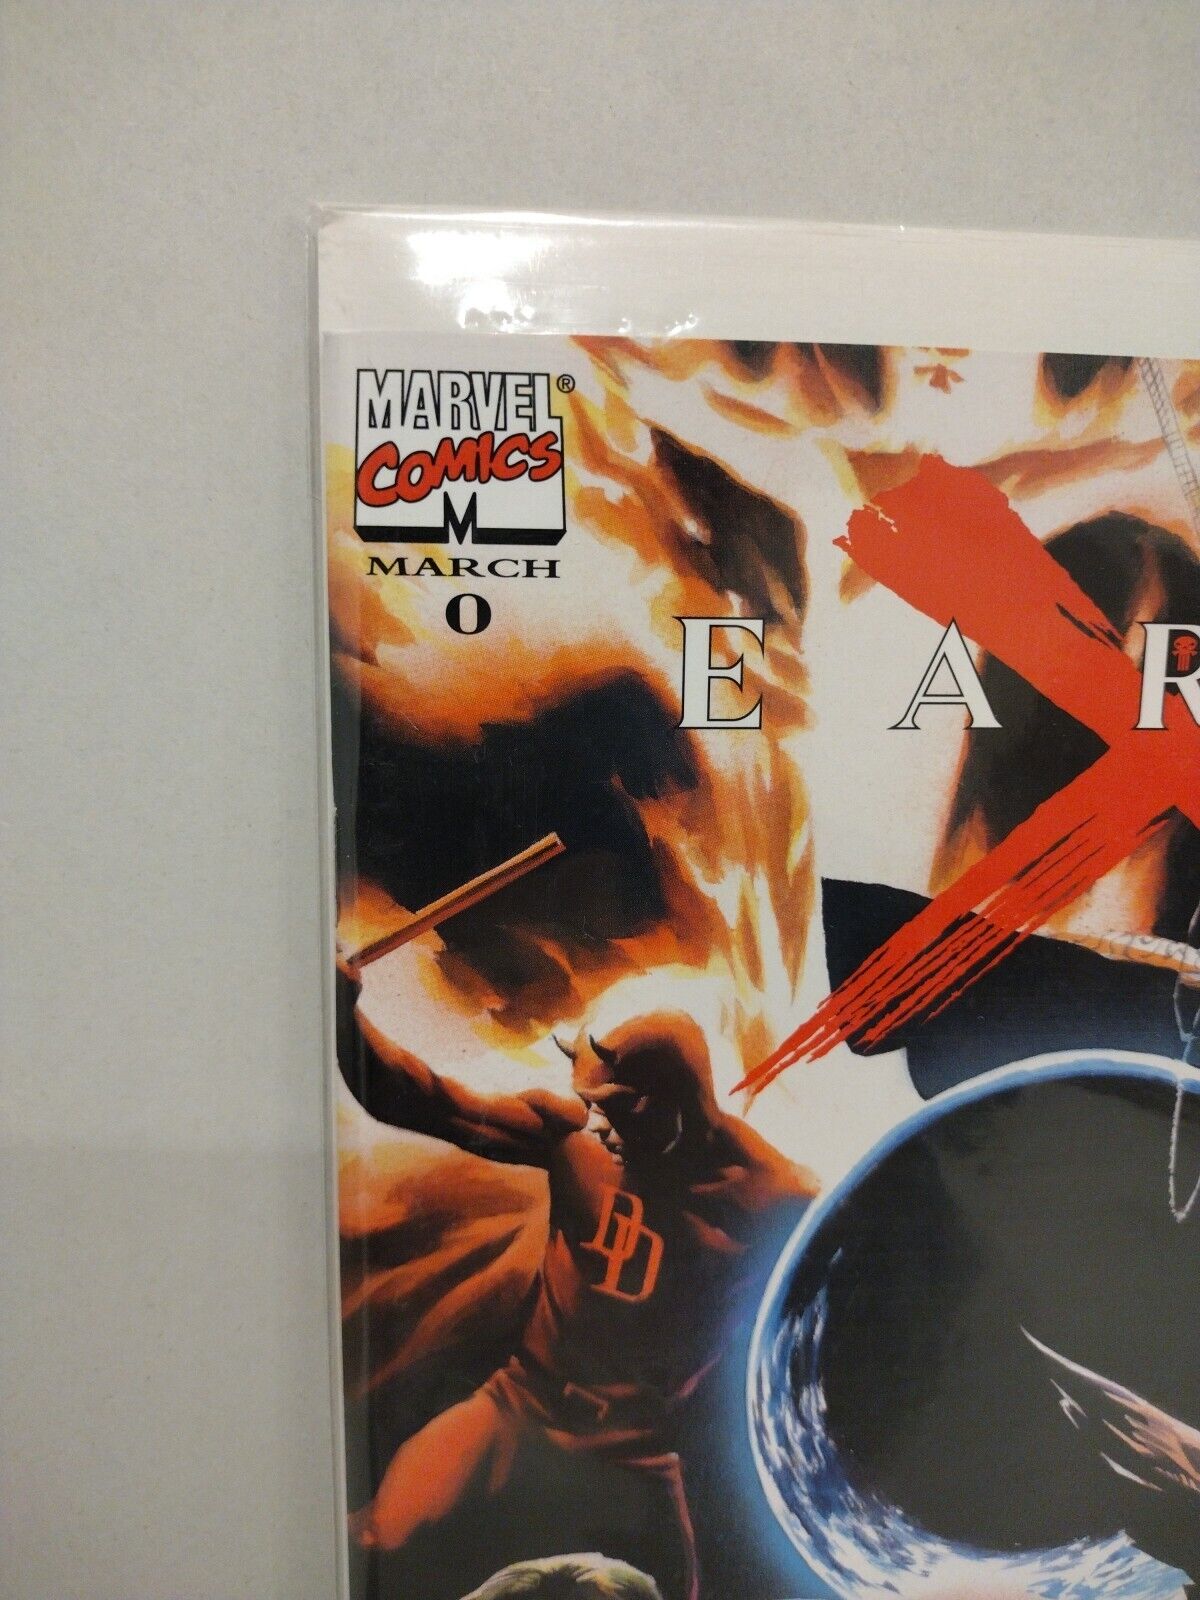 MARVEL®
COMICS
M
MARCH
0
X
E A R
DD